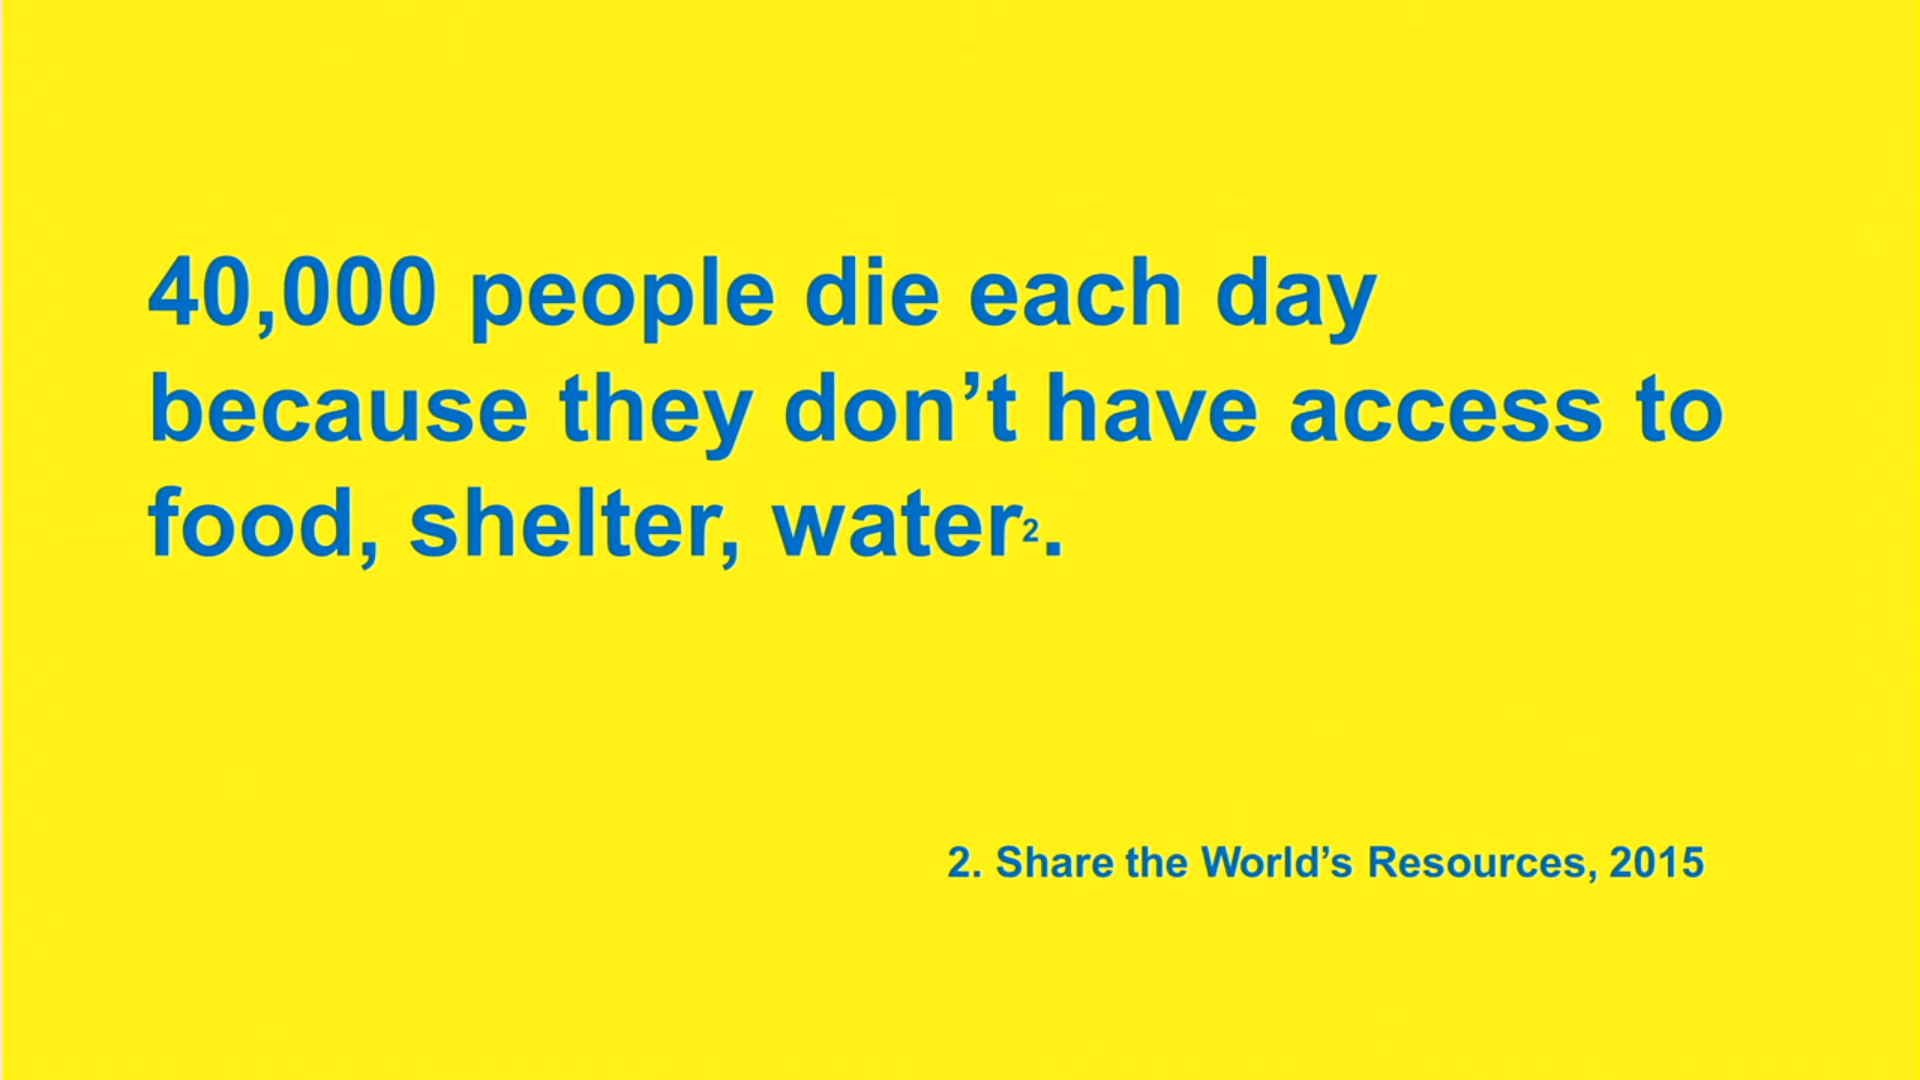 40,000 people die each day
because they don’t have access to
food, shelter, water2.
2. Share the World’s Resources, 2015